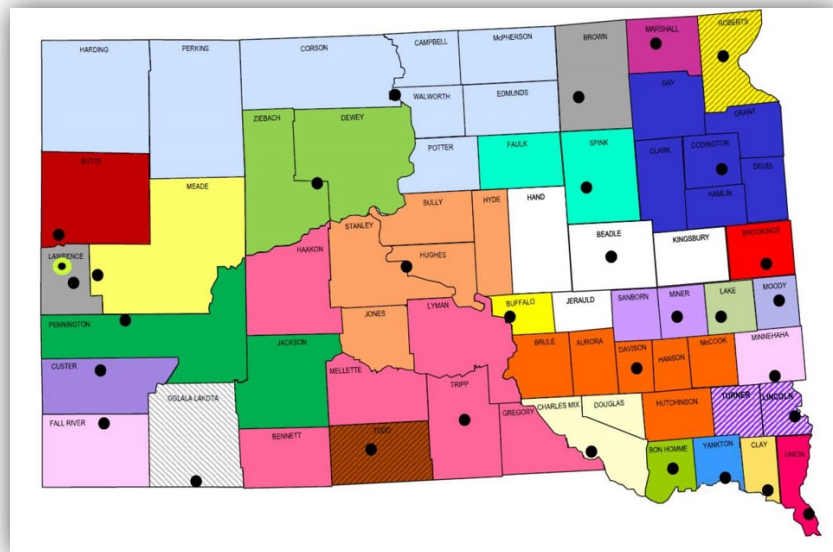 HARDING
PERKINS
CORSON
CAMPBELL
McPHERSON
BROWN
MARSHALL
ROBERTS
WALWORTH
EDMUNDS
DAY
GRANT
ZIEBACH
DEWEY
POTTER
FAULK
SPINK
CLARK
CODINGTON
DEUEL
HAMLIN
BUTTE
MEADE
SULLY
HYDE
HAND
STANLEY
HUGHES
HAAKON
BEADLE
KINGSBURY
BROOKINGS
LAWRENCE
LYMAN
BUFFALO
JERAULD
SANBORN
MINER
LAKE
MOODY
PENNINGTON
JONES
JACKSON
BRULE
AURORA
DAVISON
HANSON
McCOOK
MINNEHAHA
CUSTER
MELLETTE
TRIPP
OGLALA LAKOTA
FALL RIVER
GREGORY
CHARLES MIX
DOUGLAS
HUTCHINSON
TURNER
LINCOLN
BENNETT
TODD
BON HOMME
YANKTON
CLAY
UNION